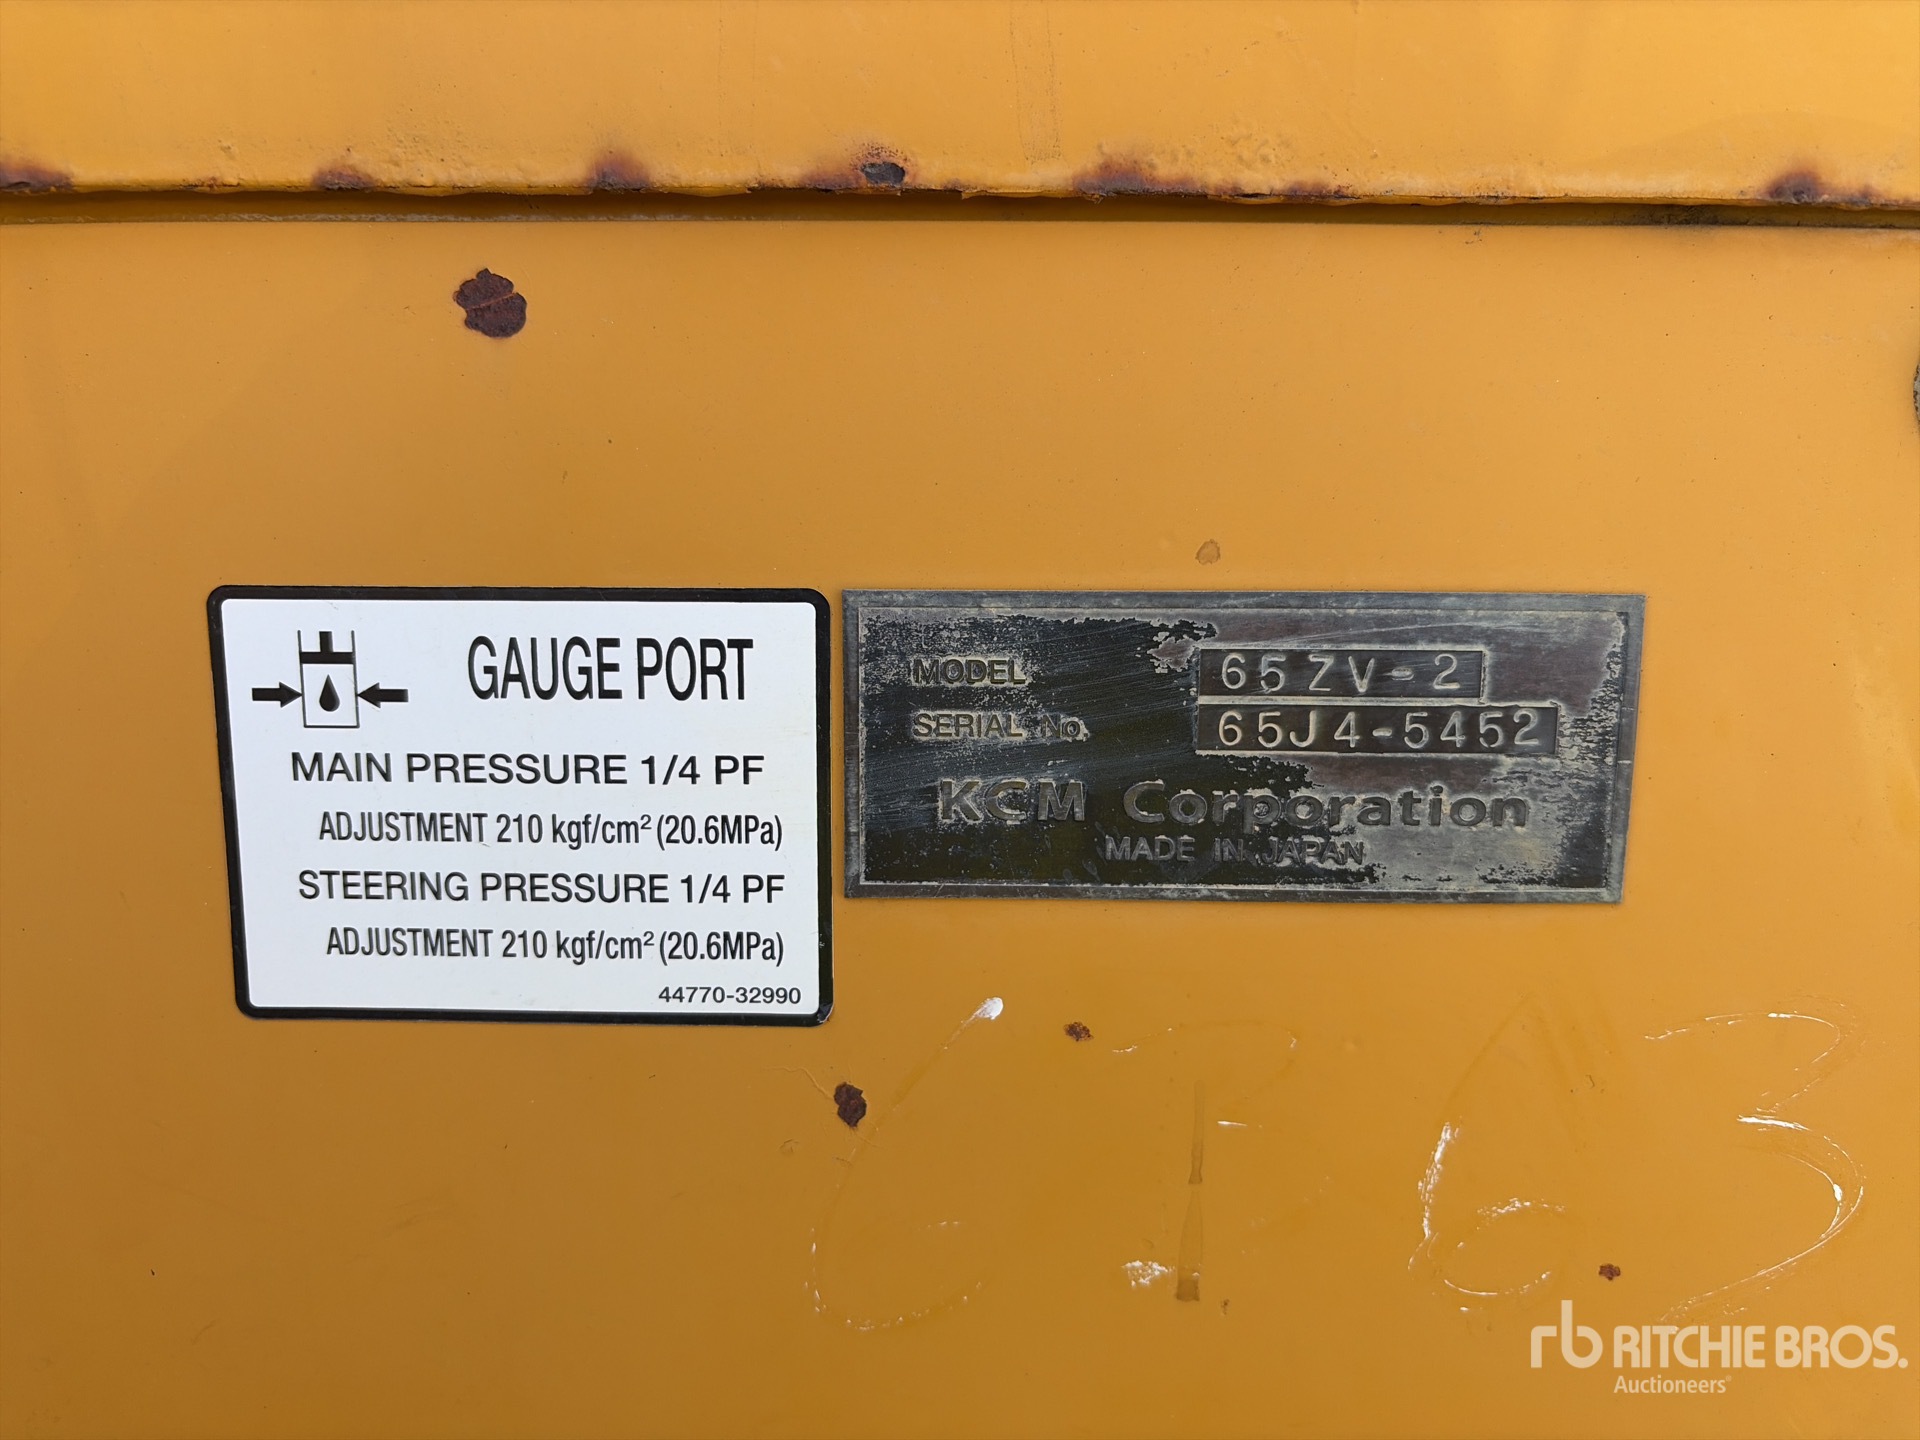 GAUGE PORT
MAIN PRESSURE 1/4 PF
ADJUSTMENT 210 kgf/cm² (20.6MPa)
STEERING PRESSURE 1/4 PF
ADJUSTMENT 210 kgf/cm² (20.6MPa)
44770-32990
MODEL 65ZV-2
SERIAL No. 65J4-5452
KCM Corporation
MADE IN JAPAN
rb RITCHIE BROS.
Auctioneers